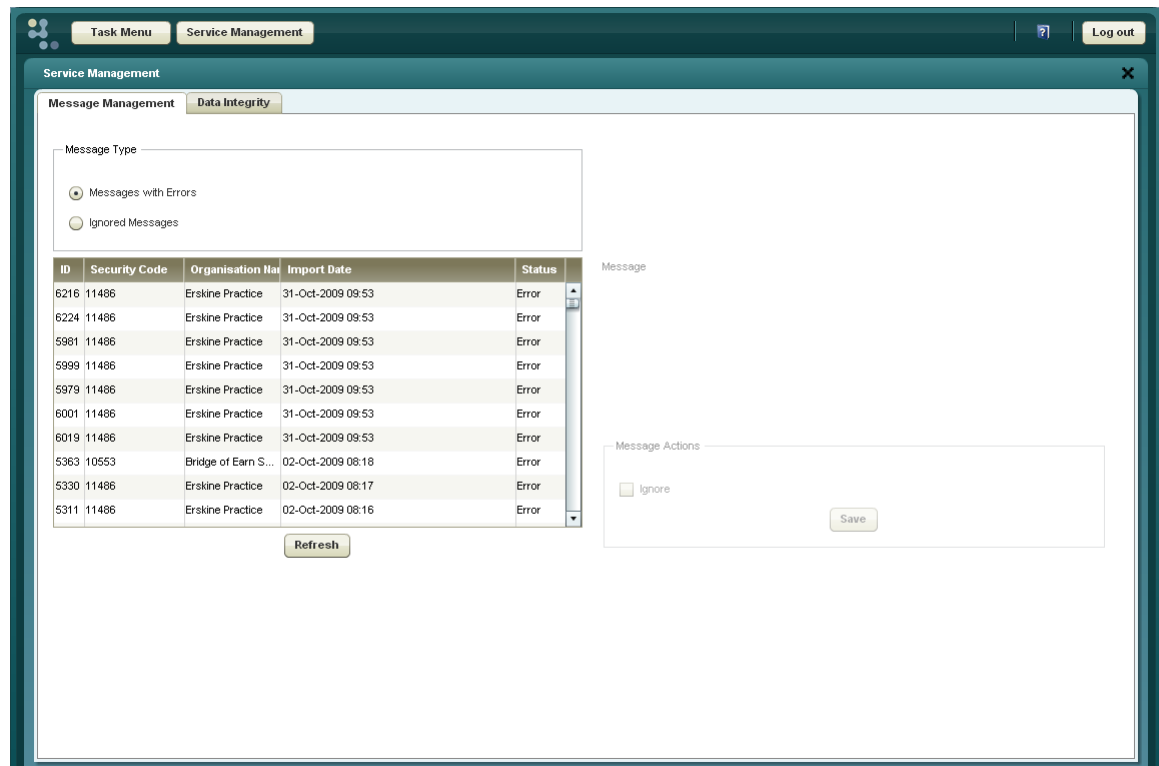 Task Menu Service Management ? Log out
Service Management
Message Management Data Integrity
Message Type
Messages with Errors
Ignored Messages
ID Security Code Organisation Nar Import Date Status
6216 11486 Erskine Practice 31-Oct-2009 09:53 Error
6224 11486 Erskine Practice 31-Oct-2009 09:53 Error
5981 11486 Erskine Practice 31-Oct-2009 09:53 Error
5999 11486 Erskine Practice 31-Oct-2009 09:53 Error
5979 11486 Erskine Practice 31-Oct-2009 09:53 Error
6001 11486 Erskine Practice 31-Oct-2009 09:53 Error
6019 11486 Erskine Practice 31-Oct-2009 09:53 Error
5363 10553 Bridge of Earn S... 02-Oct-2009 08:18 Error
5330 11486 Erskine Practice 02-Oct-2009 08:17 Error
5311 11486 Erskine Practice 02-Oct-2009 08:16 Error
Refresh
Message
Message Actions
Ignore
Save